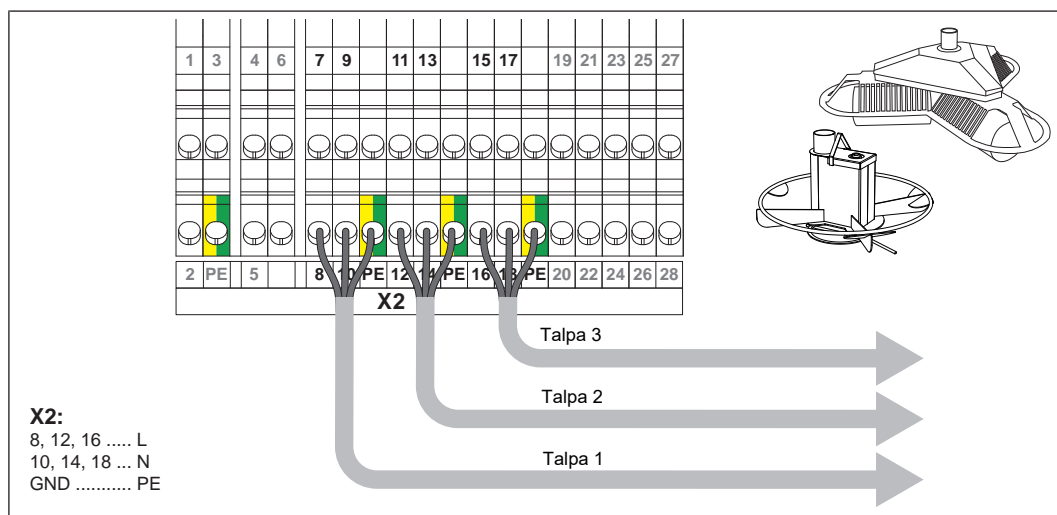 1 3 4 6 7 9 11 13 15 17 19 21 23 25 27
2 PE 5 8 10 PE 12 14 PE 16 18 PE 20 22 24 26 28
X2
Talpa 3
Talpa 2
Talpa 1
X2:
8, 12, 16 ..... L
10, 14, 18 ... N
GND ........... PE